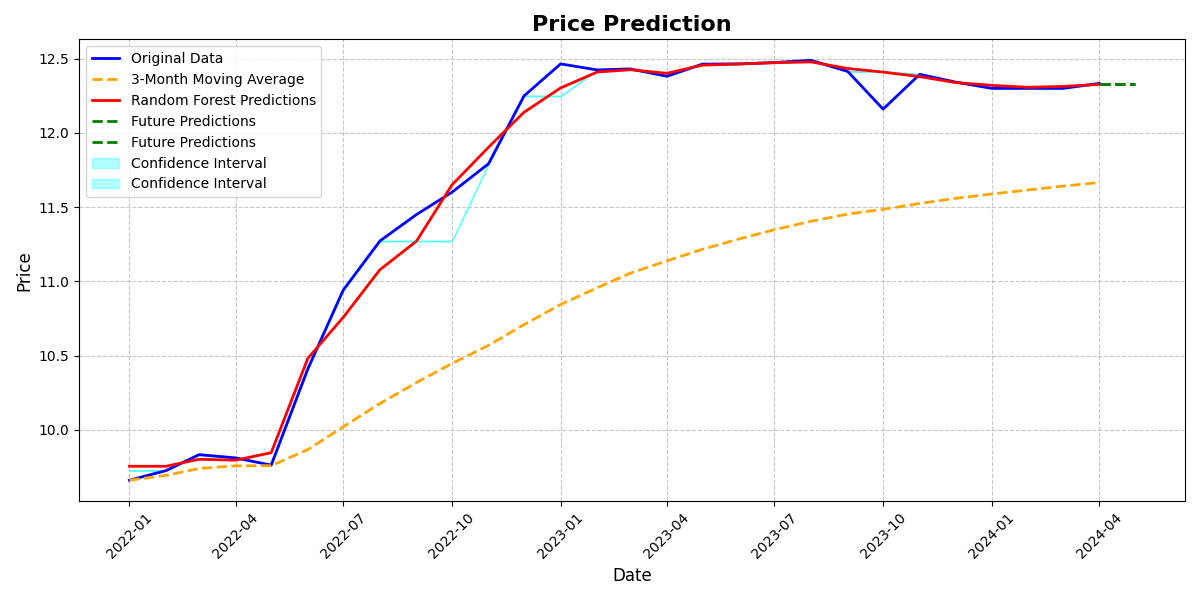 Price Prediction
Original Data
3-Month Moving Average
Random Forest Predictions
Future Predictions
Future Predictions
Confidence Interval
Confidence Interval
12.5
12.0
11.5
11.0
10.5
10.0
Price
2022-01
2022-04
2022-07
2022-10
2023-01
2023-04
2023-07
2023-10
2024-01
2024-04
Date